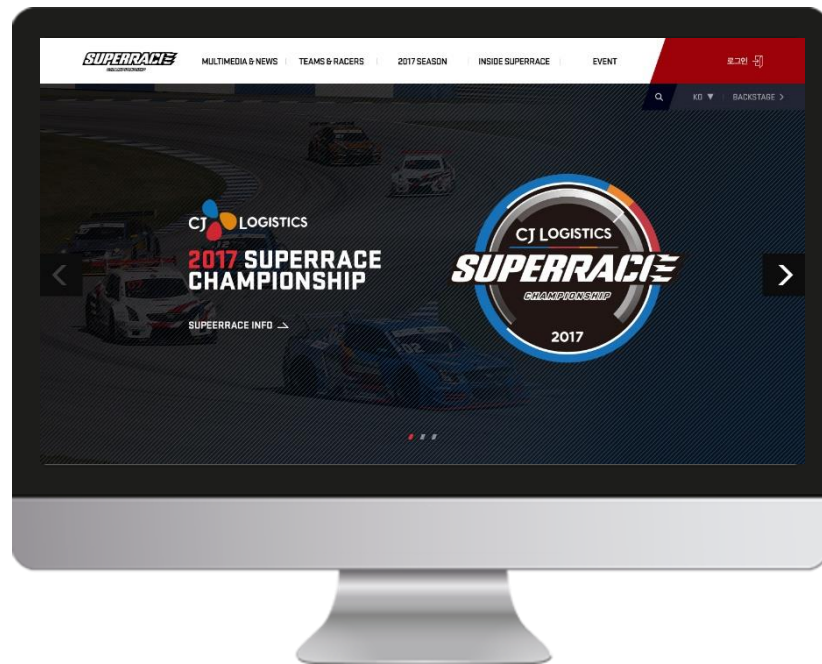 SUPERRACE
MULTIMEDIA & NEWS
TEAMS & RACERS
2017 SEASON
INSIDE SUPERRACE
EVENT
로그인
KO ▼
BACKSTAGE >
CJ LOGISTICS
2017 SUPERRACE
CHAMPIONSHIP
SUPEERRACE INFO
CJ LOGISTICS
SUPERRACE
CHAMPIONSHIP
2017